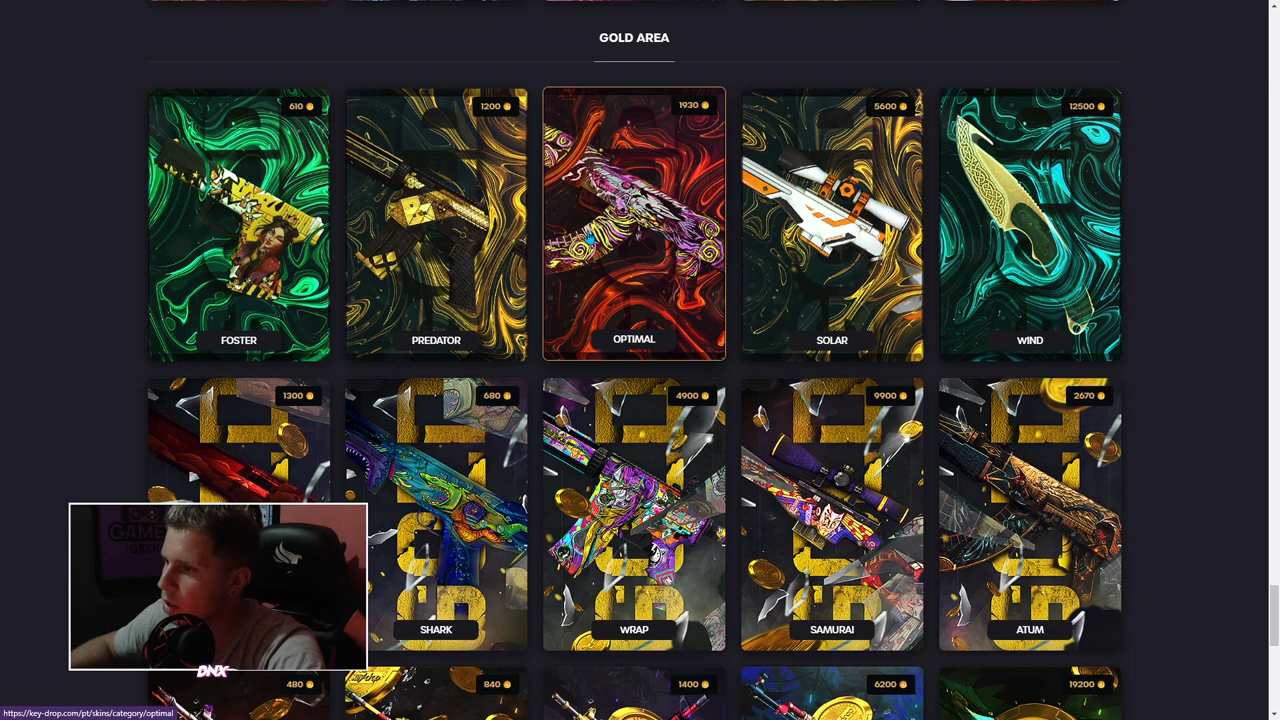 GOLD AREA
610
1200
1930
5600
12500
FOSTER
PREDATOR
OPTIMAL
SOLAR
WIND
1300
680
4900
9900
2670
SHARK
WRAP
SAMURAI
ATUM
DNX
480
840
1400
6200
19200
https://key-drop.com/pt/skins/category/optimal